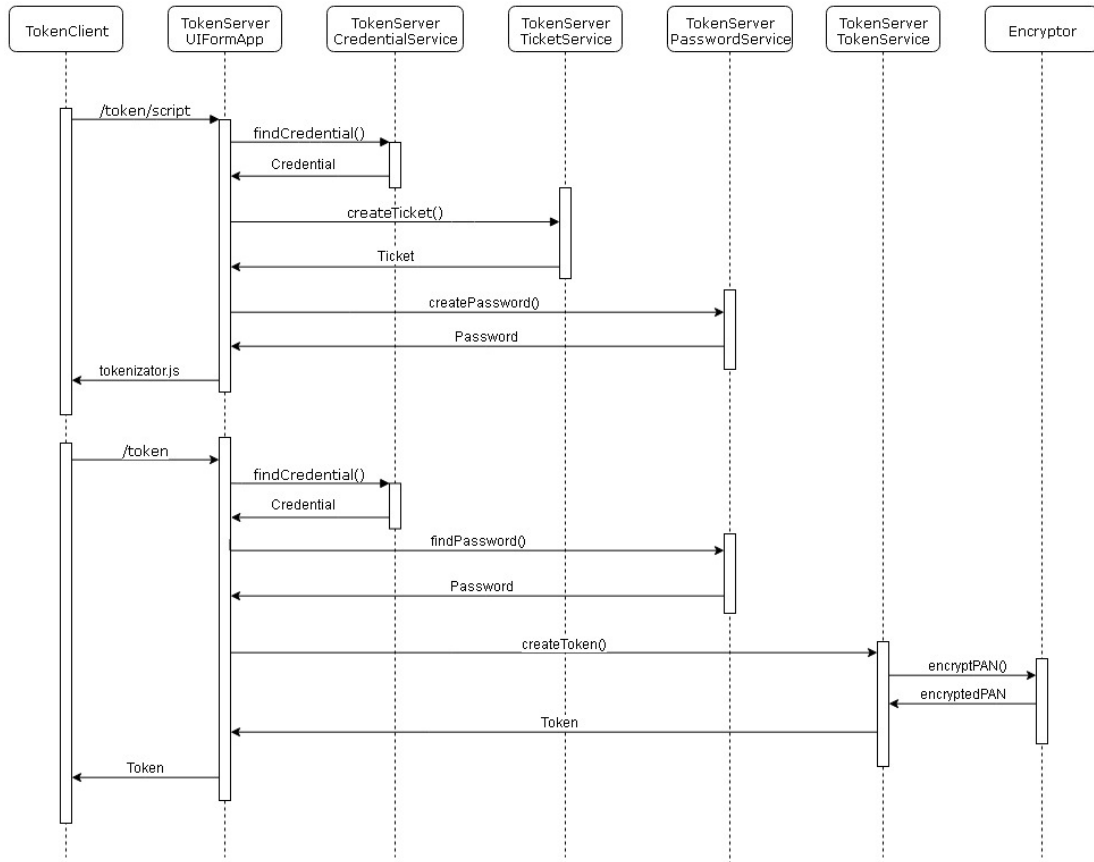 TokenClient
TokenServer
UIFormApp
TokenServer
CredentialService
TokenServer
TicketService
TokenServer
PasswordService
TokenServer
TokenService
Encryptor
/token/script
findCredential()
Credential
createTicket()
Ticket
createPassword()
Password
tokenizator.js
/token
findCredential()
Credential
findPassword()
Password
createToken()
encryptPAN()
encryptedPAN
Token
Token